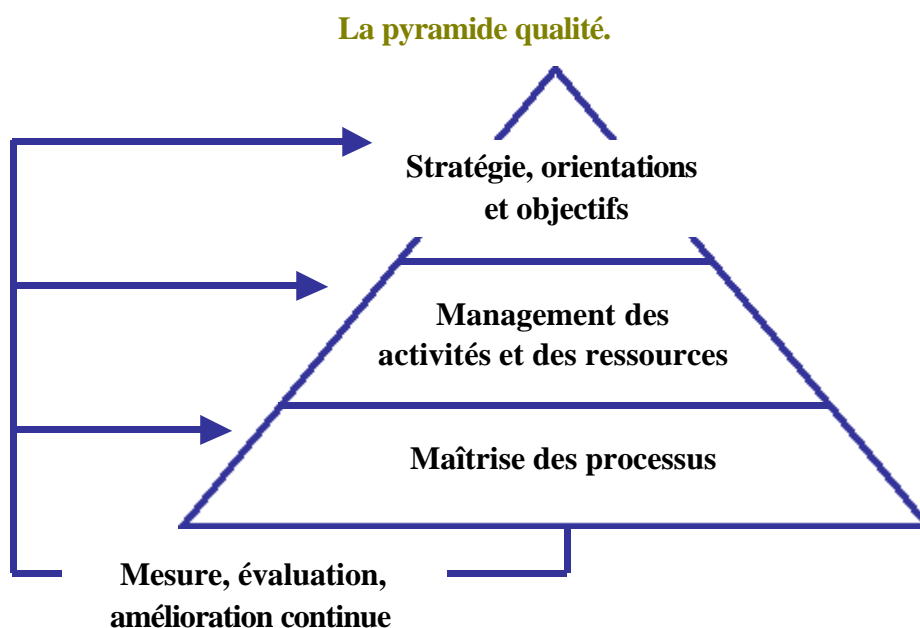 La pyramide qualité.
Stratégie, orientations
et objectifs
Management des
activités et des ressources
Maîtrise des processus
Mesure, évaluation,
amélioration continue